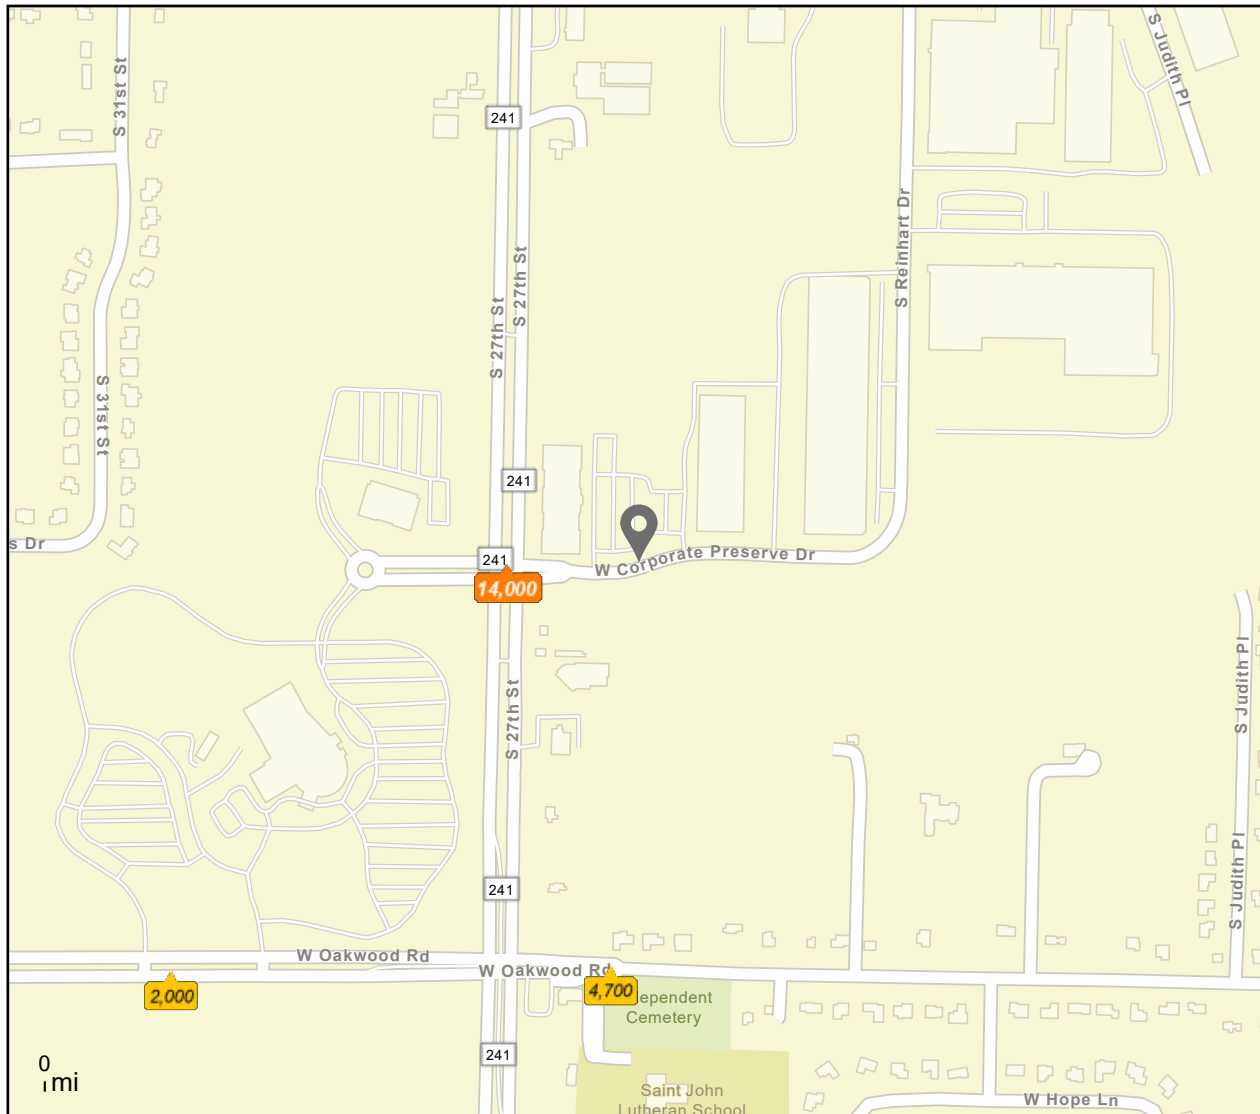 S Judith Pl
S 31st St
241
S Reinhart Dr
S 27th St
S 27th St
S 31st St
241
s Dr
241
W Corporate Preserve Dr
14,000
S 27th St
S Judith Pl
S Judith Pl
241
W Oakwood Rd
W Oakwood Rd
2,000
4,700
ependent
Cemetery
241
0
mi
Saint John
Lutheran School
W Hope Ln